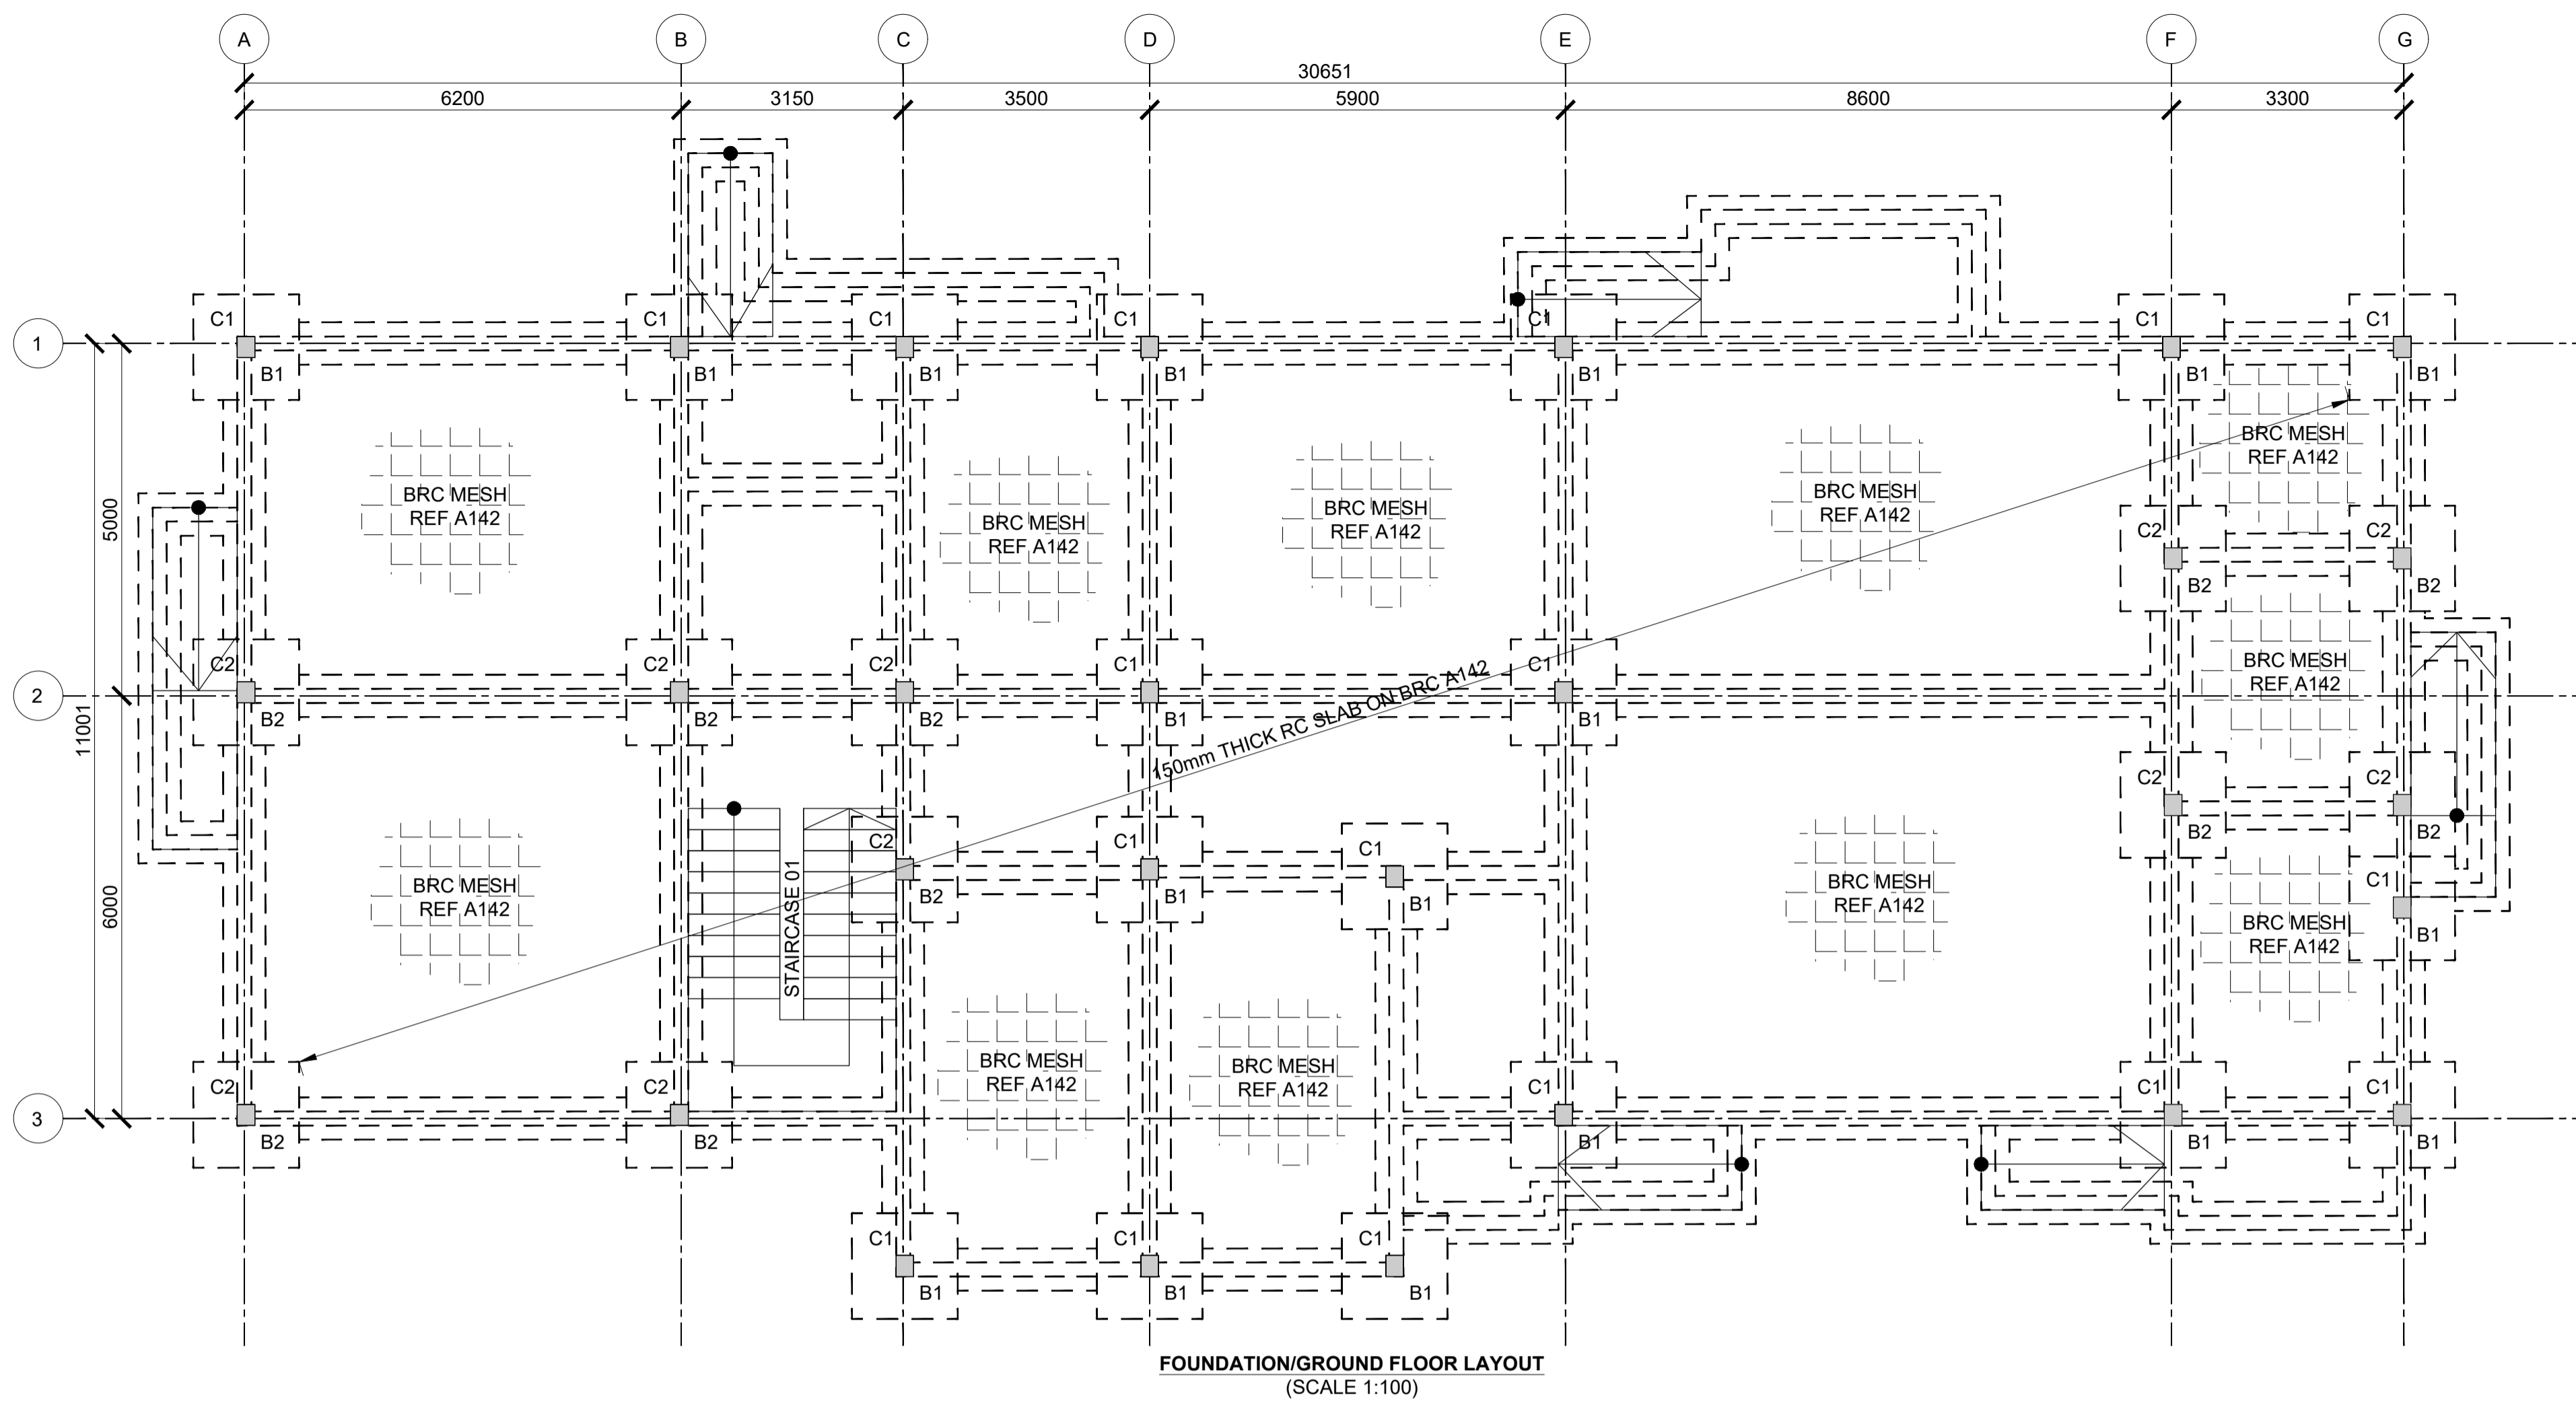 A B C D E F G
30651
6200 3150 3500 5900 8600 3300
C1 C1 C1 C1 C1 C1 C1
1
B1 B1 B1 B1 B1 B1 B1
BRC MESH
REF A142
BRC MESH
REF A142
BRC MESH
REF A142
BRC MESH
REF A142
BRC MESH
REF A142
5000
C2 C2
B2 B2
C2 C2 C2 C1 C1
2
B2 B2 B2 B1 B1
BRC MESH
REF A142
11001
150mm THICK RC SLAB ON BRC A142
C2 C2
B2 B2
C2 C1 C1
B2 B1 B1
C1
B1
BRC MESH
REF A142
BRC MESH
REF A142
BRC MESH
REF A142
6000
STAIRCASE 01
BRC MESH
REF A142
BRC MESH
REF A142
C2 C2 C1 C1 C1
3
B2 B2 B1 B1 B1
C1 C1 C1
B1 B1 B1
FOUNDATION/GROUND FLOOR LAYOUT
(SCALE 1:100)